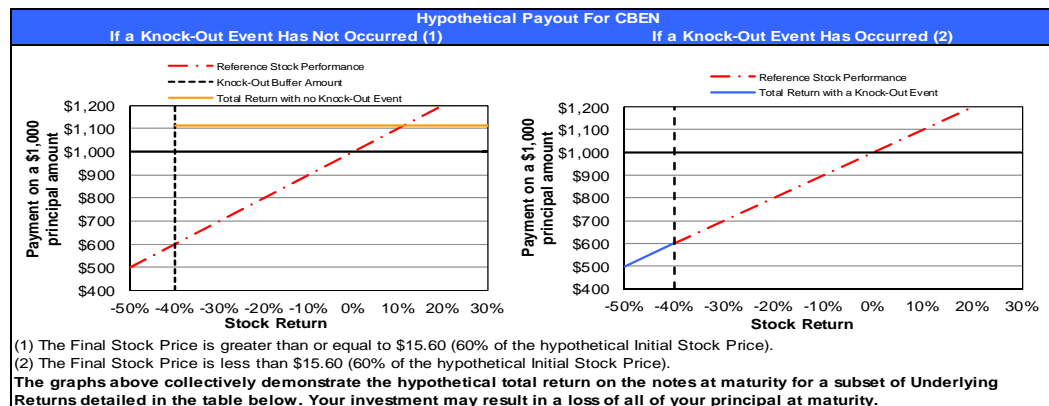 Hypothetical Payout For CBEN
If a Knock-Out Event Has Not Occurred (1)
If a Knock-Out Event Has Occurred (2)
Reference Stock Performance
Knock-Out Buffer Amount
Total Return with no Knock-Out Event
Payment on a $1,000
principal amount
$1,200
$1,100
$1,000
$900
$800
$700
$600
$500
$400
-50% -40% -30% -20% -10% 0% 10% 20% 30%
Stock Return
Reference Stock Performance
Total Return with a Knock-Out Event
Payment on a $1,000
principal amount
$1,200
$1,100
$1,000
$900
$800
$700
$600
$500
$400
-50% -40% -30% -20% -10% 0% 10% 20% 30%
Stock Return
(1) The Final Stock Price is greater than or equal to $15.60 (60% of the hypothetical Initial Stock Price).
(2) The Final Stock Price is less than $15.60 (60% of the hypothetical Initial Stock Price).
The graphs above collectively demonstrate the hypothetical total return on the notes at maturity for a subset of Underlying
Returns detailed in the table below. Your investment may result in a loss of all of your principal at maturity.